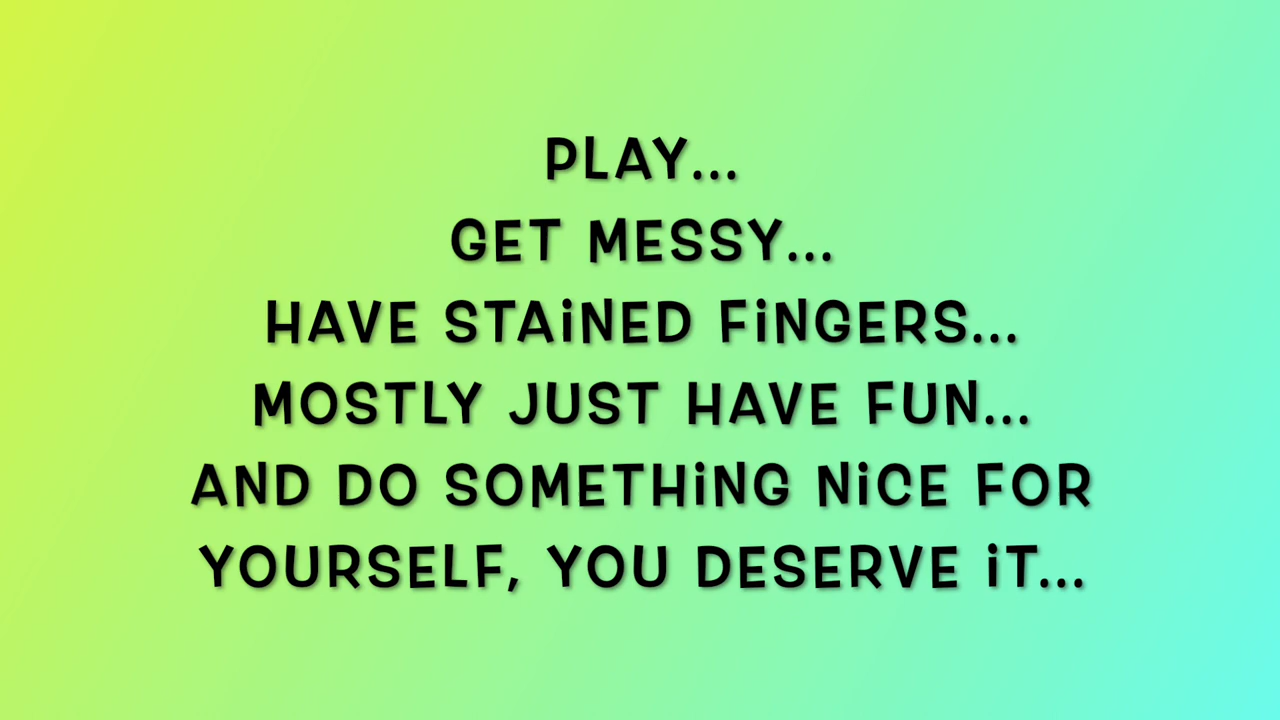 PLAY...
GET MESSY...
HAVE STAiNED FiNGERS...
MOSTLY JUST HAVE FUN...
AND DO SOMETHiNG NiCE FOR
YOURSELF, YOU DESERVE iT...